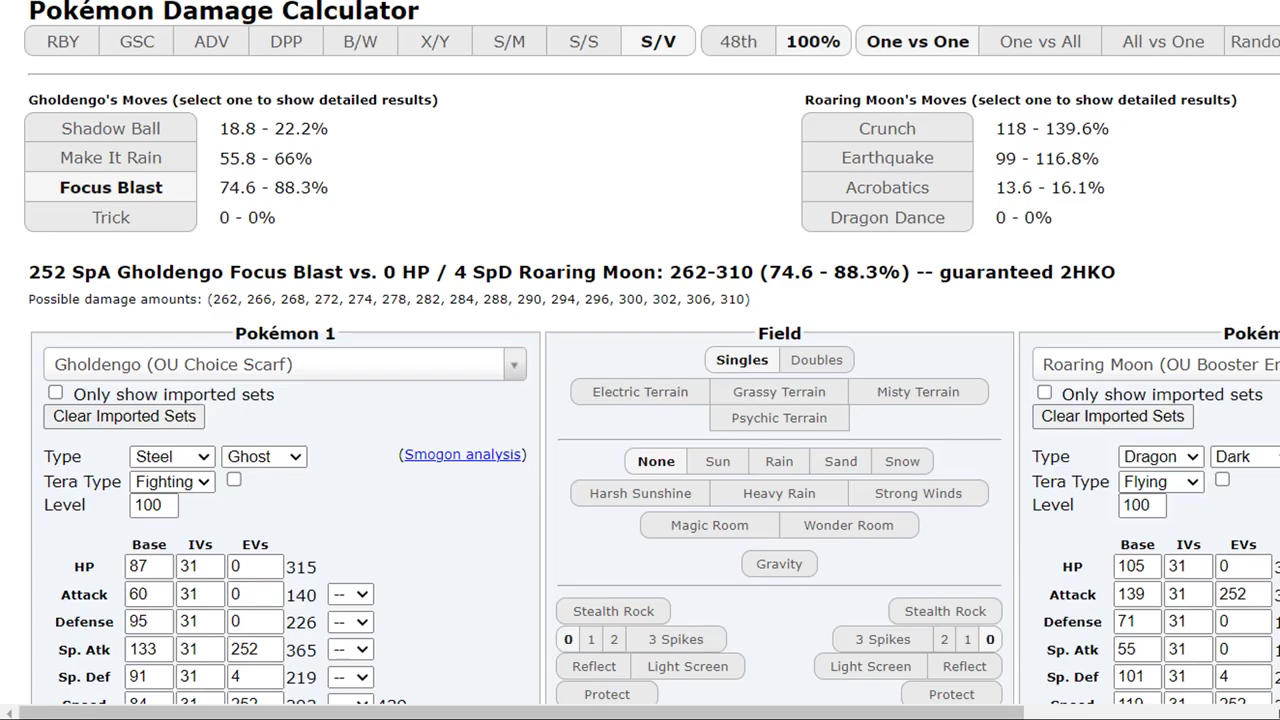 Pokémon Damage Calculator
RBY GSC ADV DPP B/W X/Y S/M S/S S/V 48th 100% One vs One One vs All All vs One Rando
Gholdengo's Moves (select one to show detailed results)
Shadow Ball 18.8 - 22.2%
Make It Rain 55.8 - 66%
Focus Blast 74.6 - 88.3%
Trick 0 - 0%
Roaring Moon's Moves (select one to show detailed results)
Crunch 118 - 139.6%
Earthquake 99 - 116.8%
Acrobatics 13.6 - 16.1%
Dragon Dance 0 - 0%
252 SpA Gholdengo Focus Blast vs. 0 HP / 4 SpD Roaring Moon: 262-310 (74.6 - 88.3%) -- guaranteed 2HKO
Possible damage amounts: (262, 266, 268, 272, 274, 278, 282, 284, 288, 290, 294, 296, 300, 302, 306, 310)
Pokémon 1
Gholdengo (OU Choice Scarf)
Only show imported sets
Clear Imported Sets
Type Steel Ghost (Smogon analysis)
Tera Type Fighting
Level 100
Base IVs EVs
HP 87 31 0 315
Attack 60 31 0 140 --
Defense 95 31 0 226 --
Sp. Atk 133 31 252 365 --
Sp. Def 91 31 4 219 --
Field
Singles Doubles
Electric Terrain Grassy Terrain Misty Terrain
Psychic Terrain
None Sun Rain Sand Snow
Harsh Sunshine Heavy Rain Strong Winds
Magic Room Wonder Room
Gravity
Stealth Rock Stealth Rock
0 1 2 3 Spikes 3 Spikes 2 1 0
Reflect Light Screen Light Screen Reflect
Protect Protect
Pokém
Roaring Moon (OU Booster En
Only show imported sets
Clear Imported Sets
Type Dragon Dark
Tera Type Flying
Level 100
Base IVs EVs
HP 105 31 0
Attack 139 31 252
Defense 71 31 0
Sp. Atk 55 31 0
Sp. Def 101 31 4